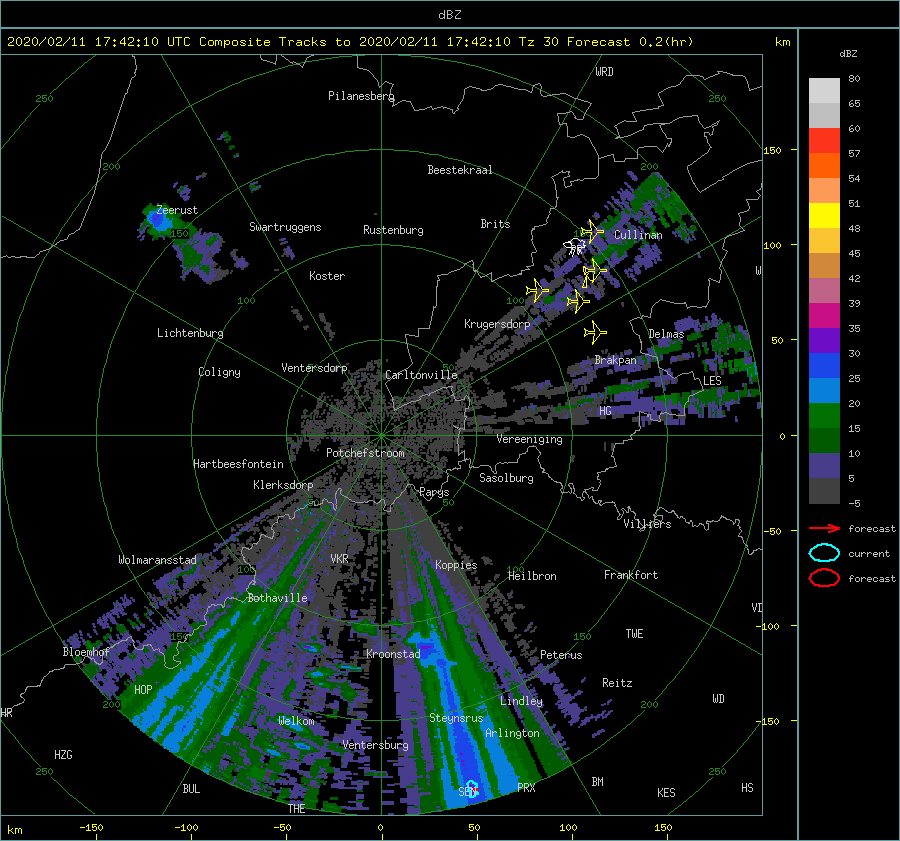 dBZ
2020/02/11 17:42:10 UTC Composite Tracks to 2020/02/11 17:42:10 Tz 30 Forecast 0.2(hr)
km
dBZ
WRD
80
250
Pilanesberg
250
65
60
150
57
200
Beestekraal
200
54
Zeerust
51
Swartruggens
Rustenburg
Brits
150
Cullinan
48
100
45
Koster
W
42
100
100
39
Krugersdorp
35
Lichtenburg
Delmas
50
30
Brakpan
Coligny
Ventersdorp
Carltonville
LES
25
HG
20
0
Vereeniging
15
Potchefstroom
10
Hartbeesfontein
Sasolburg
5
Klerksdorp
Parys
50
50
-5
Villiers
forecast
-50
Wolmaransstad
VKR
Koppies
current
100
100
Heilbron
Frankfort
forecast
Bothaville
VI
-100
150
150
TWE
Bloemhof
Kroonstad
Peterus
HOP
Reitz
WD
200
Lindley
200
HR
Welkom
Steynsrus
-150
Arlington
Ventersburg
HZG
250
250
BUL
SEN
PRX
BM
KES
HS
THE
km
-150
-100
-50
0
50
100
150